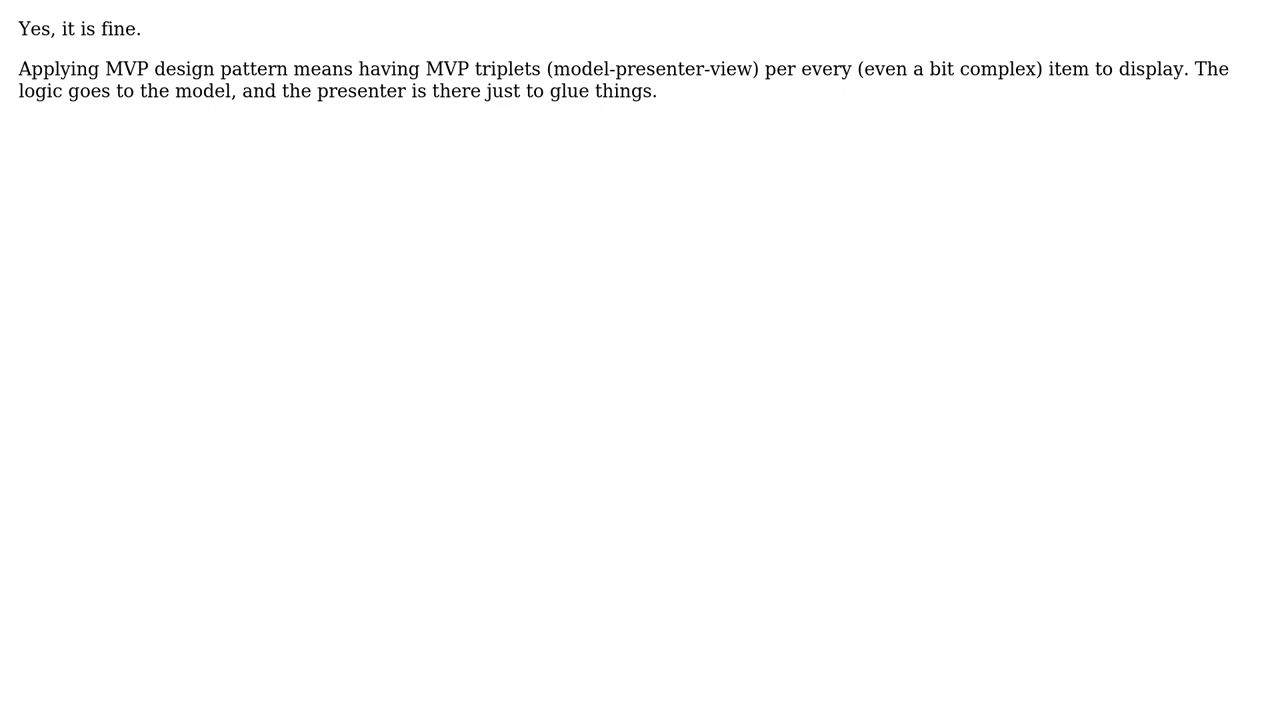 Yes, it is fine.
Applying MVP design pattern means having MVP triplets (model-presenter-view) per every (even a bit complex) item to display. The
logic goes to the model, and the presenter is there just to glue things.